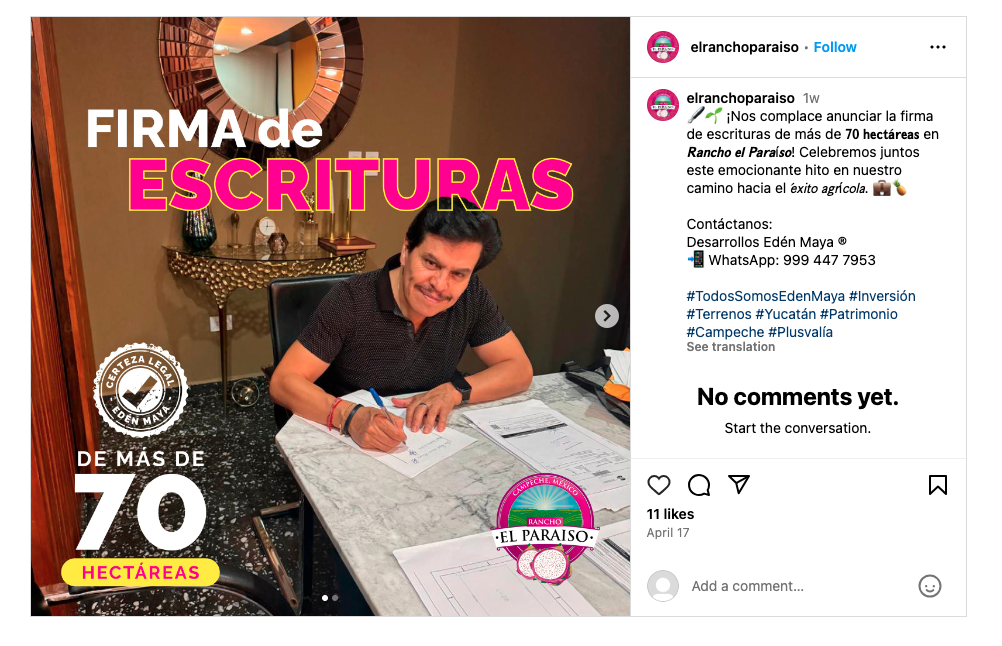 FIRMA de
ESCRITURAS
CERTEZA LEGAL
EDÉN MAYA
DE MÁS DE
70
HECTÁREAS
CAMPECHE, MÉXICO
RANCHO
EL PARAISO
elranchoparaiso • Follow
elranchoparaiso 1w
🖋️🌱 ¡Nos complace anunciar la firma
de escrituras de más de 𝟳𝟬 𝗵𝗲𝗰𝘁á𝗿𝗲𝗮𝘀 en
𝙍𝙖𝙣𝙘𝙝𝙤 𝙚𝙡 𝙋𝙖𝙧𝙖í𝙨𝙤! Celebremos juntos
este emocionante hito en nuestro
camino hacia el é𝘹𝘪𝘵𝘰 𝘢𝘨𝘳í𝘤𝘰𝘭𝘢. 💼🍍
Contáctanos:
Desarrollos Edén Maya ®
📲 WhatsApp: 999 447 7953
#TodosSomosEdenMaya #Inversión
#Terrenos #Yucatán #Patrimonio
#Campeche #Plusvalía
See translation
No comments yet.
Start the conversation.
11 likes
April 17
Add a comment...